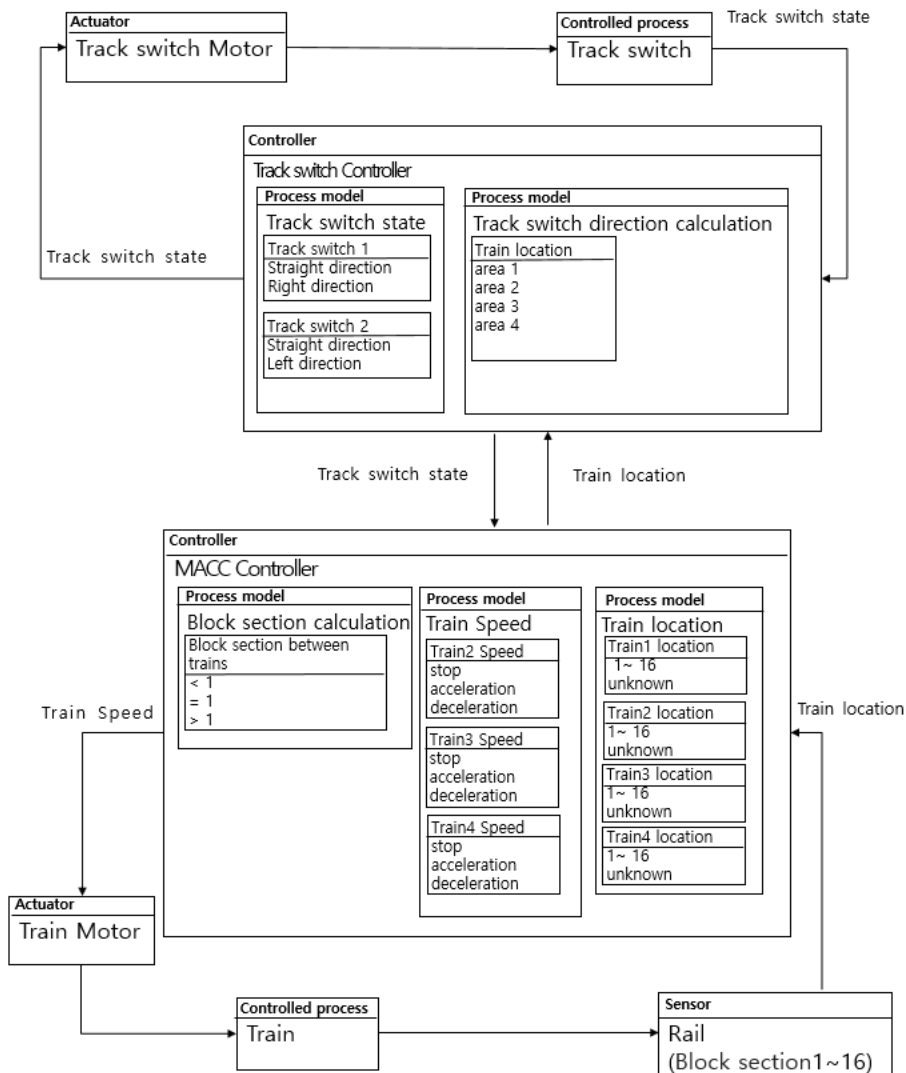 Actuator
Track switch Motor
Controlled process
Track switch
Track switch state
Controller
Track switch Controller
Process model
Track switch state
Track switch 1
Straight direction
Right direction
Track switch 2
Straight direction
Left direction
Process model
Track switch direction calculation
Train location
area 1
area 2
area 3
area 4
Track switch state
Track switch state
Train location
Controller
MACC Controller
Process model
Block section calculation
Block section between
trains
< 1
= 1
> 1
Process model
Train Speed
Train2 Speed
stop
acceleration
deceleration
Train3 Speed
stop
acceleration
deceleration
Train4 Speed
stop
acceleration
deceleration
Process model
Train location
Train1 location
1~ 16
unknown
Train2 location
1~ 16
unknown
Train3 location
1~ 16
unknown
Train4 location
1~ 16
unknown
Train Speed
Train location
Actuator
Train Motor
Controlled process
Train
Sensor
Rail
(Block section1~16)